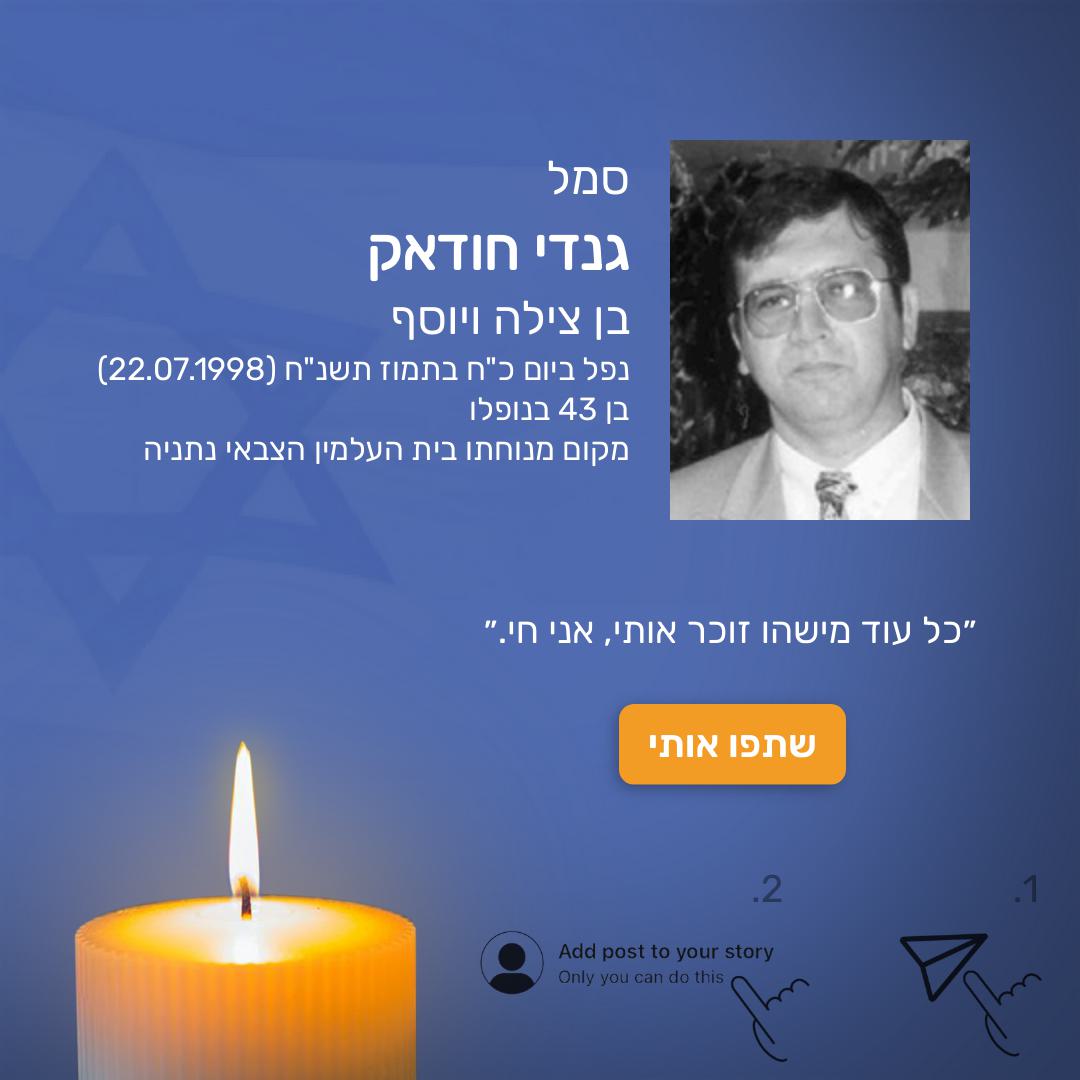 סמל
גנדי חודאק
בן צילה ויוסף
נפל ביום כ"ח בתמוז תשנ"ח (22.07.1998)
בן 43 בנופלו
מקום מנוחתו בית העלמין הצבאי נתניה
״כל עוד מישהו זוכר אותי, אני חי.״
שתפו אותי
1.
2.
Add post to your story
Only you can do this